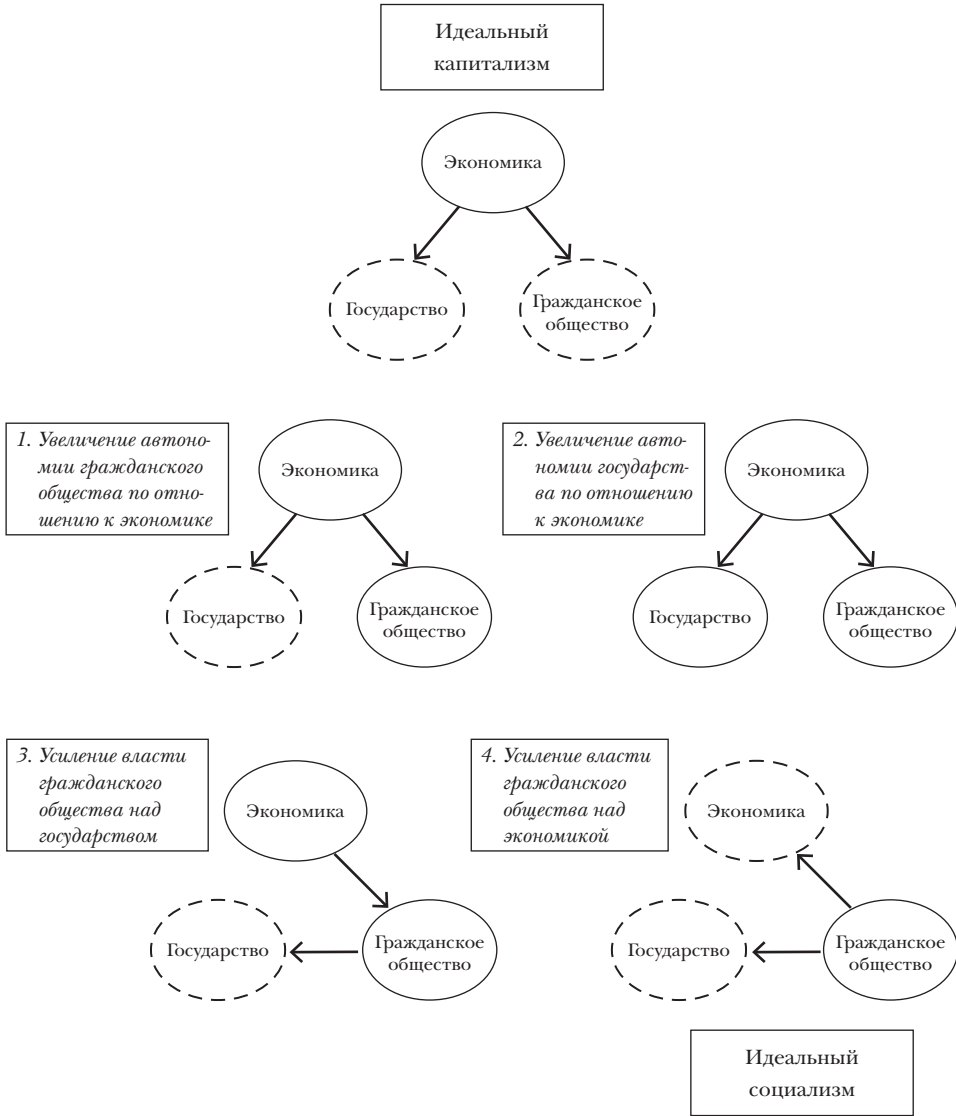 Идеальный
капитализм
Экономика
Государство
Гражданское
общество
1. Увеличение автоно-
мии гражданского
общества по отно-
шению к экономике
Экономика
Государство
Гражданское
общество
2. Увеличение авто-
номии государст-
ва по отношению
к экономике
Экономика
Государство
Гражданское
общество
3. Усиление власти
гражданского
общества над
государством
Экономика
Государство
Гражданское
общество
4. Усиление власти
гражданского
общества над
экономикой
Экономика
Государство
Гражданское
общество
Идеальный
социализм